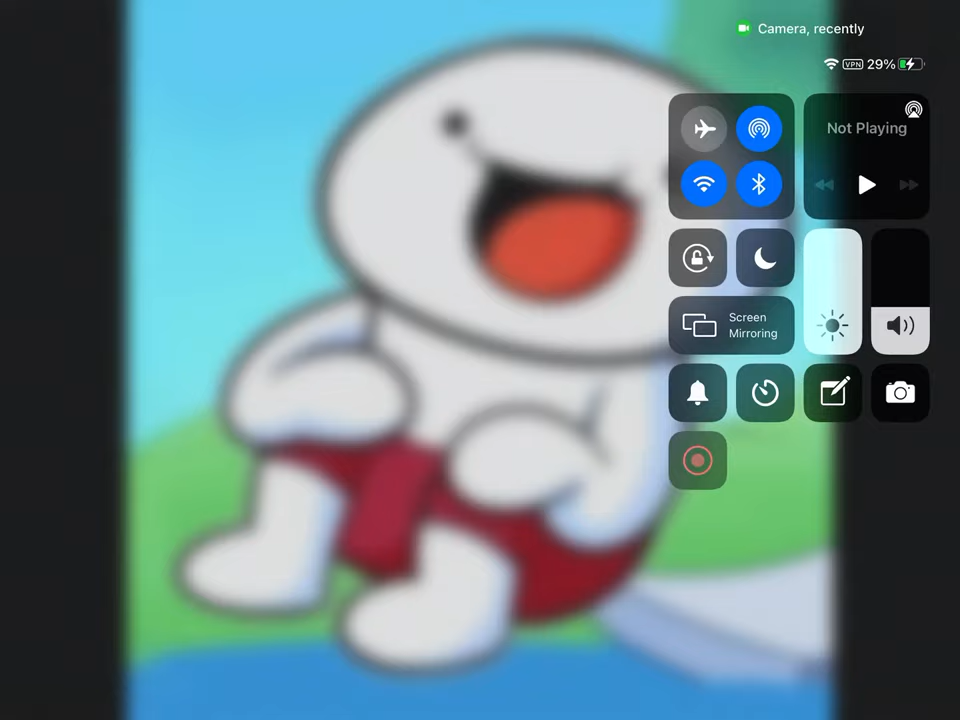 Camera, recently
VPN 29%
Not Playing
Screen
Mirroring